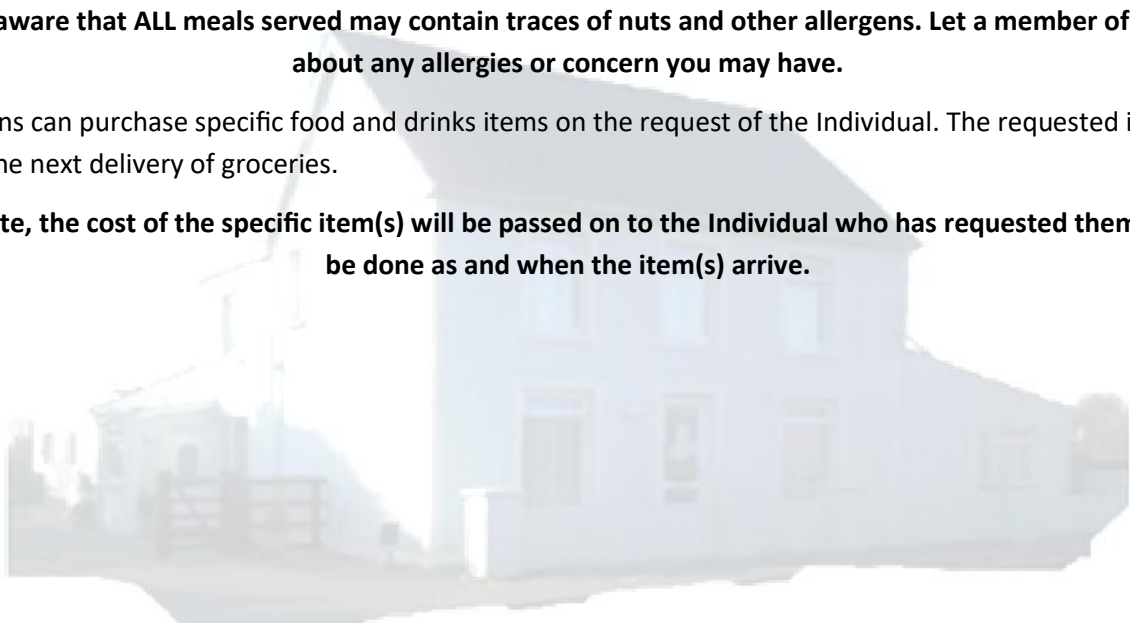 aware that ALL meals served may contain traces of nuts and other allergens. Let a member of
about any allergies or concern you may have.
ns can purchase specific food and drinks items on the request of the Individual. The requested i
he next delivery of groceries.
te, the cost of the specific item(s) will be passed on to the Individual who has requested them
be done as and when the item(s) arrive.